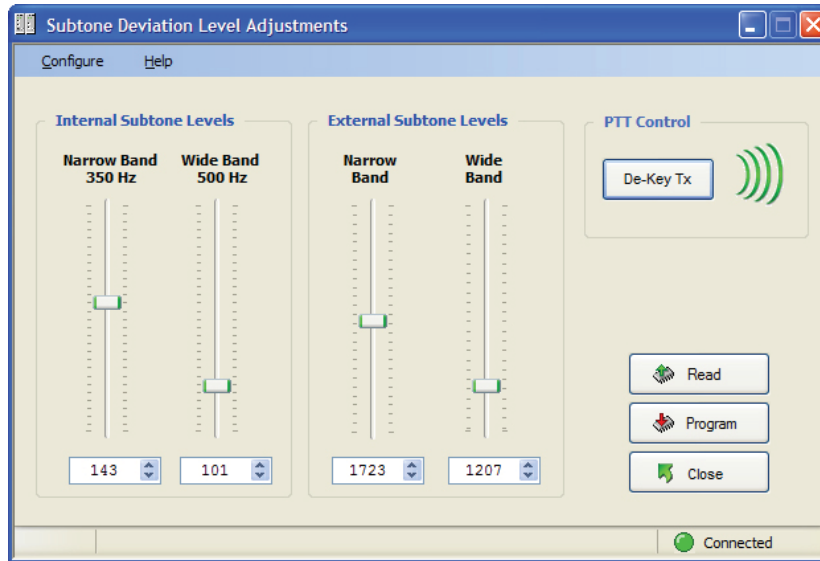 Subtone Deviation Level Adjustments
Configure Help
Internal Subtone Levels
Narrow Band
350 Hz
Wide Band
500 Hz
143
101
External Subtone Levels
Narrow
Band
Wide
Band
1723
1207
PTT Control
De-Key Tx
Read
Program
Close
Connected